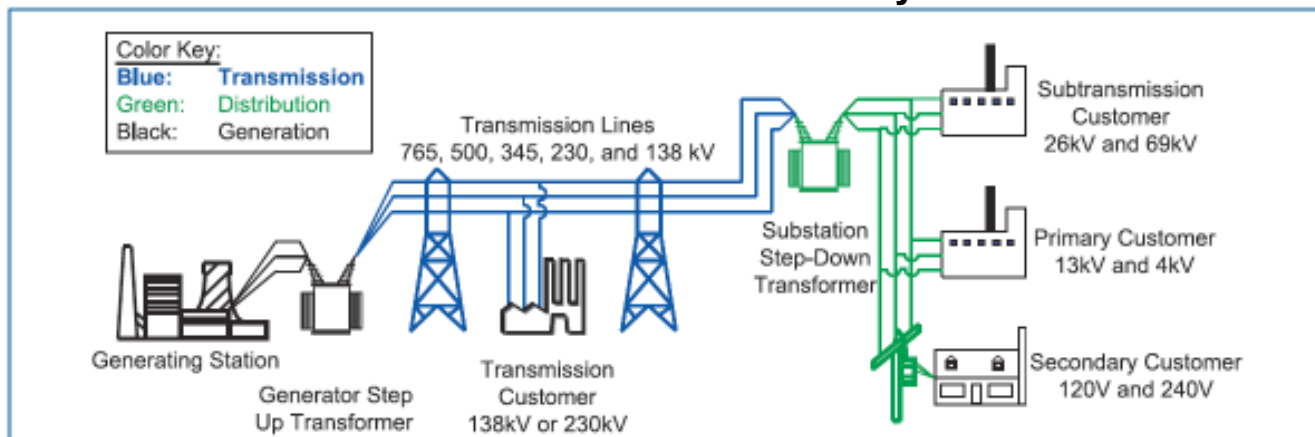 Color Key:
Blue: Transmission
Green: Distribution
Black: Generation
Transmission Lines
765, 500, 345, 230, and 138 kV
Subtransmission
Customer
26kV and 69kV
Substation
Step-Down
Transformer
Primary Customer
13kV and 4kV
Generating Station
Generator Step
Up Transformer
Transmission
Customer
138kV or 230kV
Secondary Customer
120V and 240V